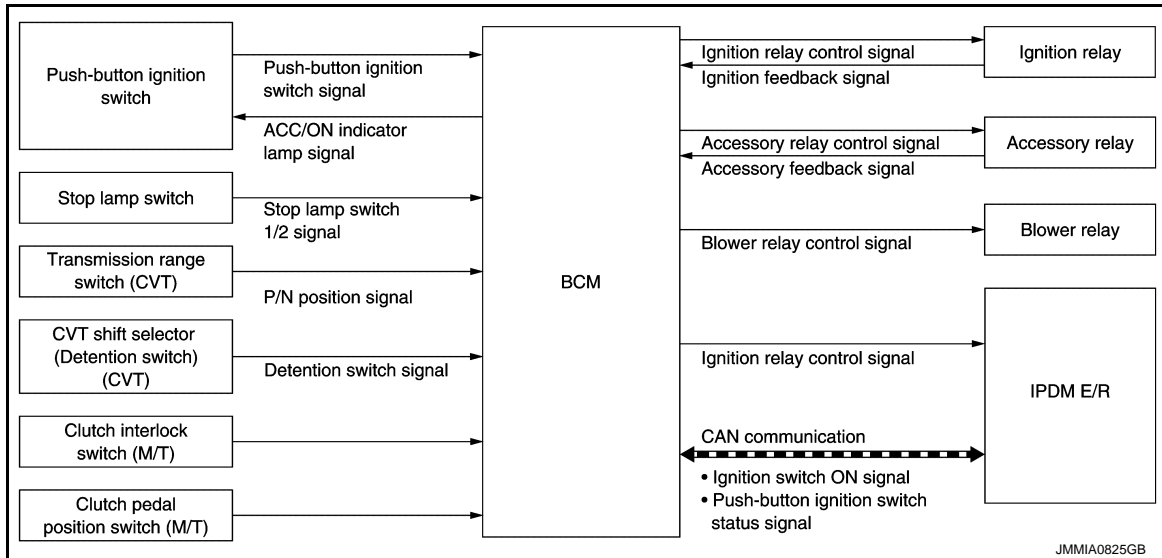 Push-button ignition
switch
Push-button ignition
switch signal
ACC/ON indicator
lamp signal
Stop lamp switch
Stop lamp switch
1/2 signal
Transmission range
switch (CVT)
P/N position signal
CVT shift selector
(Detention switch)
(CVT)
Detention switch signal
Clutch interlock
switch (M/T)
Clutch pedal
position switch (M/T)
BCM
Ignition relay control signal
Ignition feedback signal
Ignition relay
Accessory relay control signal
Accessory feedback signal
Accessory relay
Blower relay control signal
Blower relay
Ignition relay control signal
IPDM E/R
CAN communication
• Ignition switch ON signal
• Push-button ignition switch
status signal
JMMIA0825GB